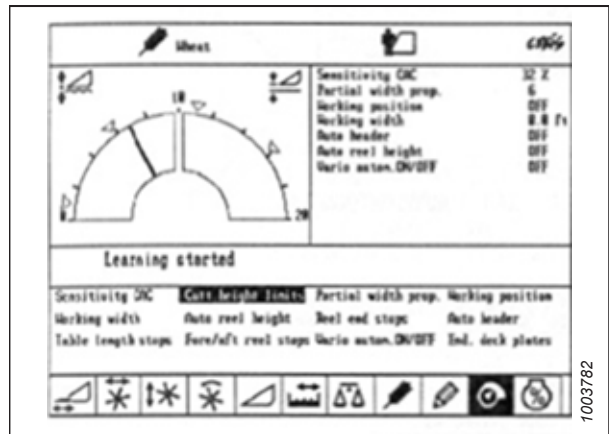 Wheat
CEBIS
Sensitivity CAC 32 %
Partial width prop. 6
Working position OFF
Working width 0.0 ft
Auto header OFF
Auto reel height OFF
Vario autom.ON/OFF OFF
10
0
20
Learning started
Sensitivity CAC Cutt.height limits Partial width prop. Working position
Working width Auto reel height Reel end stops Auto header
Table length stops Fore/aft reel stops Vario autom.ON/OFF Ind. deck plates
1003782